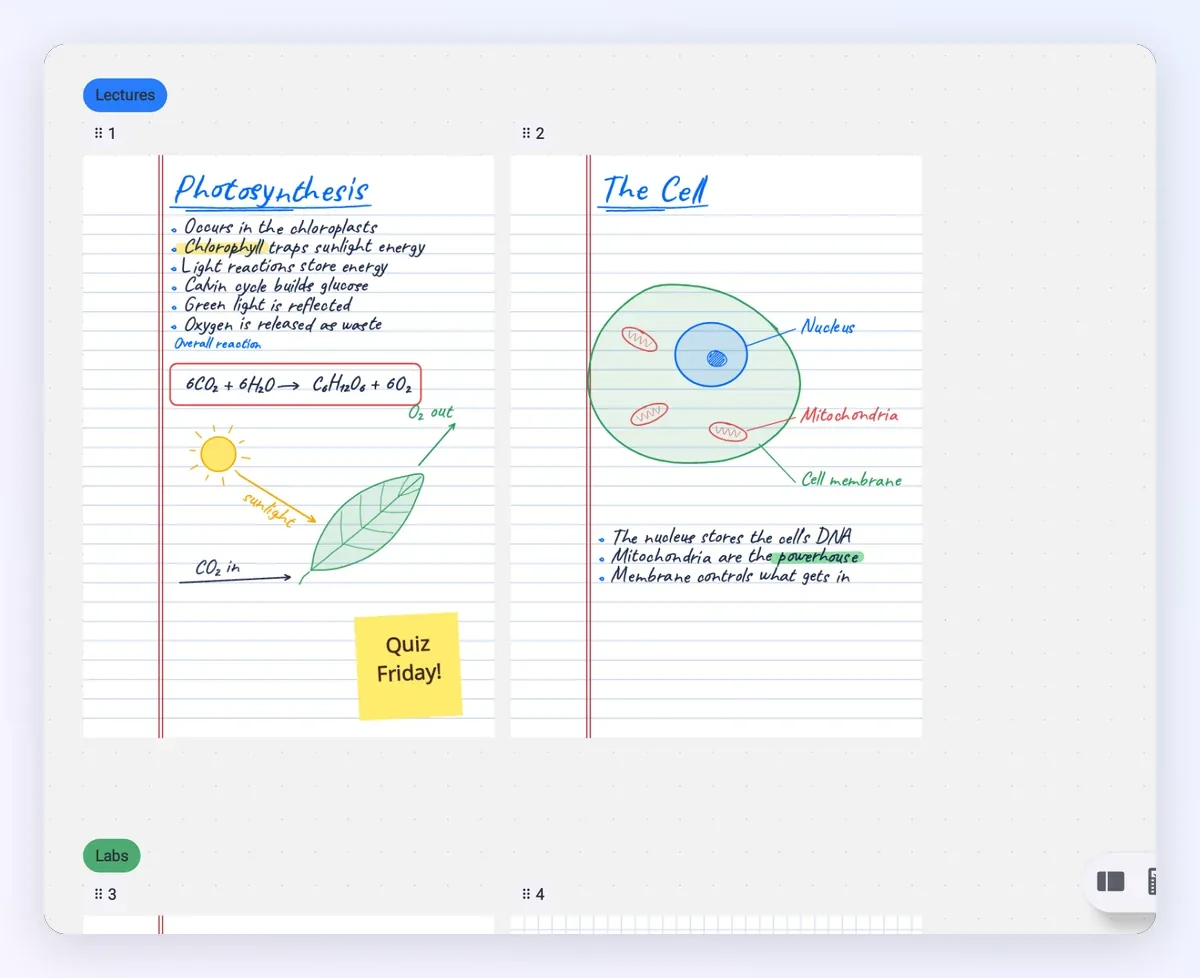 Lectures
1
Photosynthesis
• Occurs in the chloroplasts
• Chlorophyll traps sunlight energy
• Light reactions store energy
• Calvin cycle builds glucose
• Green light is reflected
• Oxygen is released as waste
Overall reaction
6CO₂ + 6H₂O → C₆H₁₂O₆ + 6O₂
O₂ out
sunlight
CO₂ in
Quiz
Friday!
2
The Cell
Nucleus
Mitochondria
Cell membrane
• The nucleus stores the cell's DNA
• Mitochondria are the powerhouse
• Membrane controls what gets in
Labs
3
4